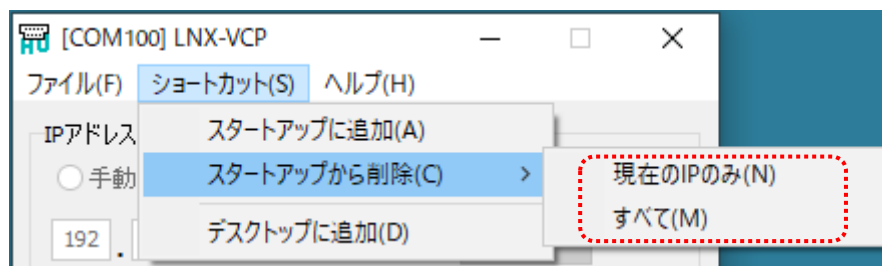 [COM100] LNX-VCP
ファイル(F) ショートカット(S) ヘルプ(H)
IPアドレス
スタートアップに追加(A)
手動
スタートアップから削除(C)
現在のIPのみ(N)
すべて(M)
192 .
デスクトップに追加(D)